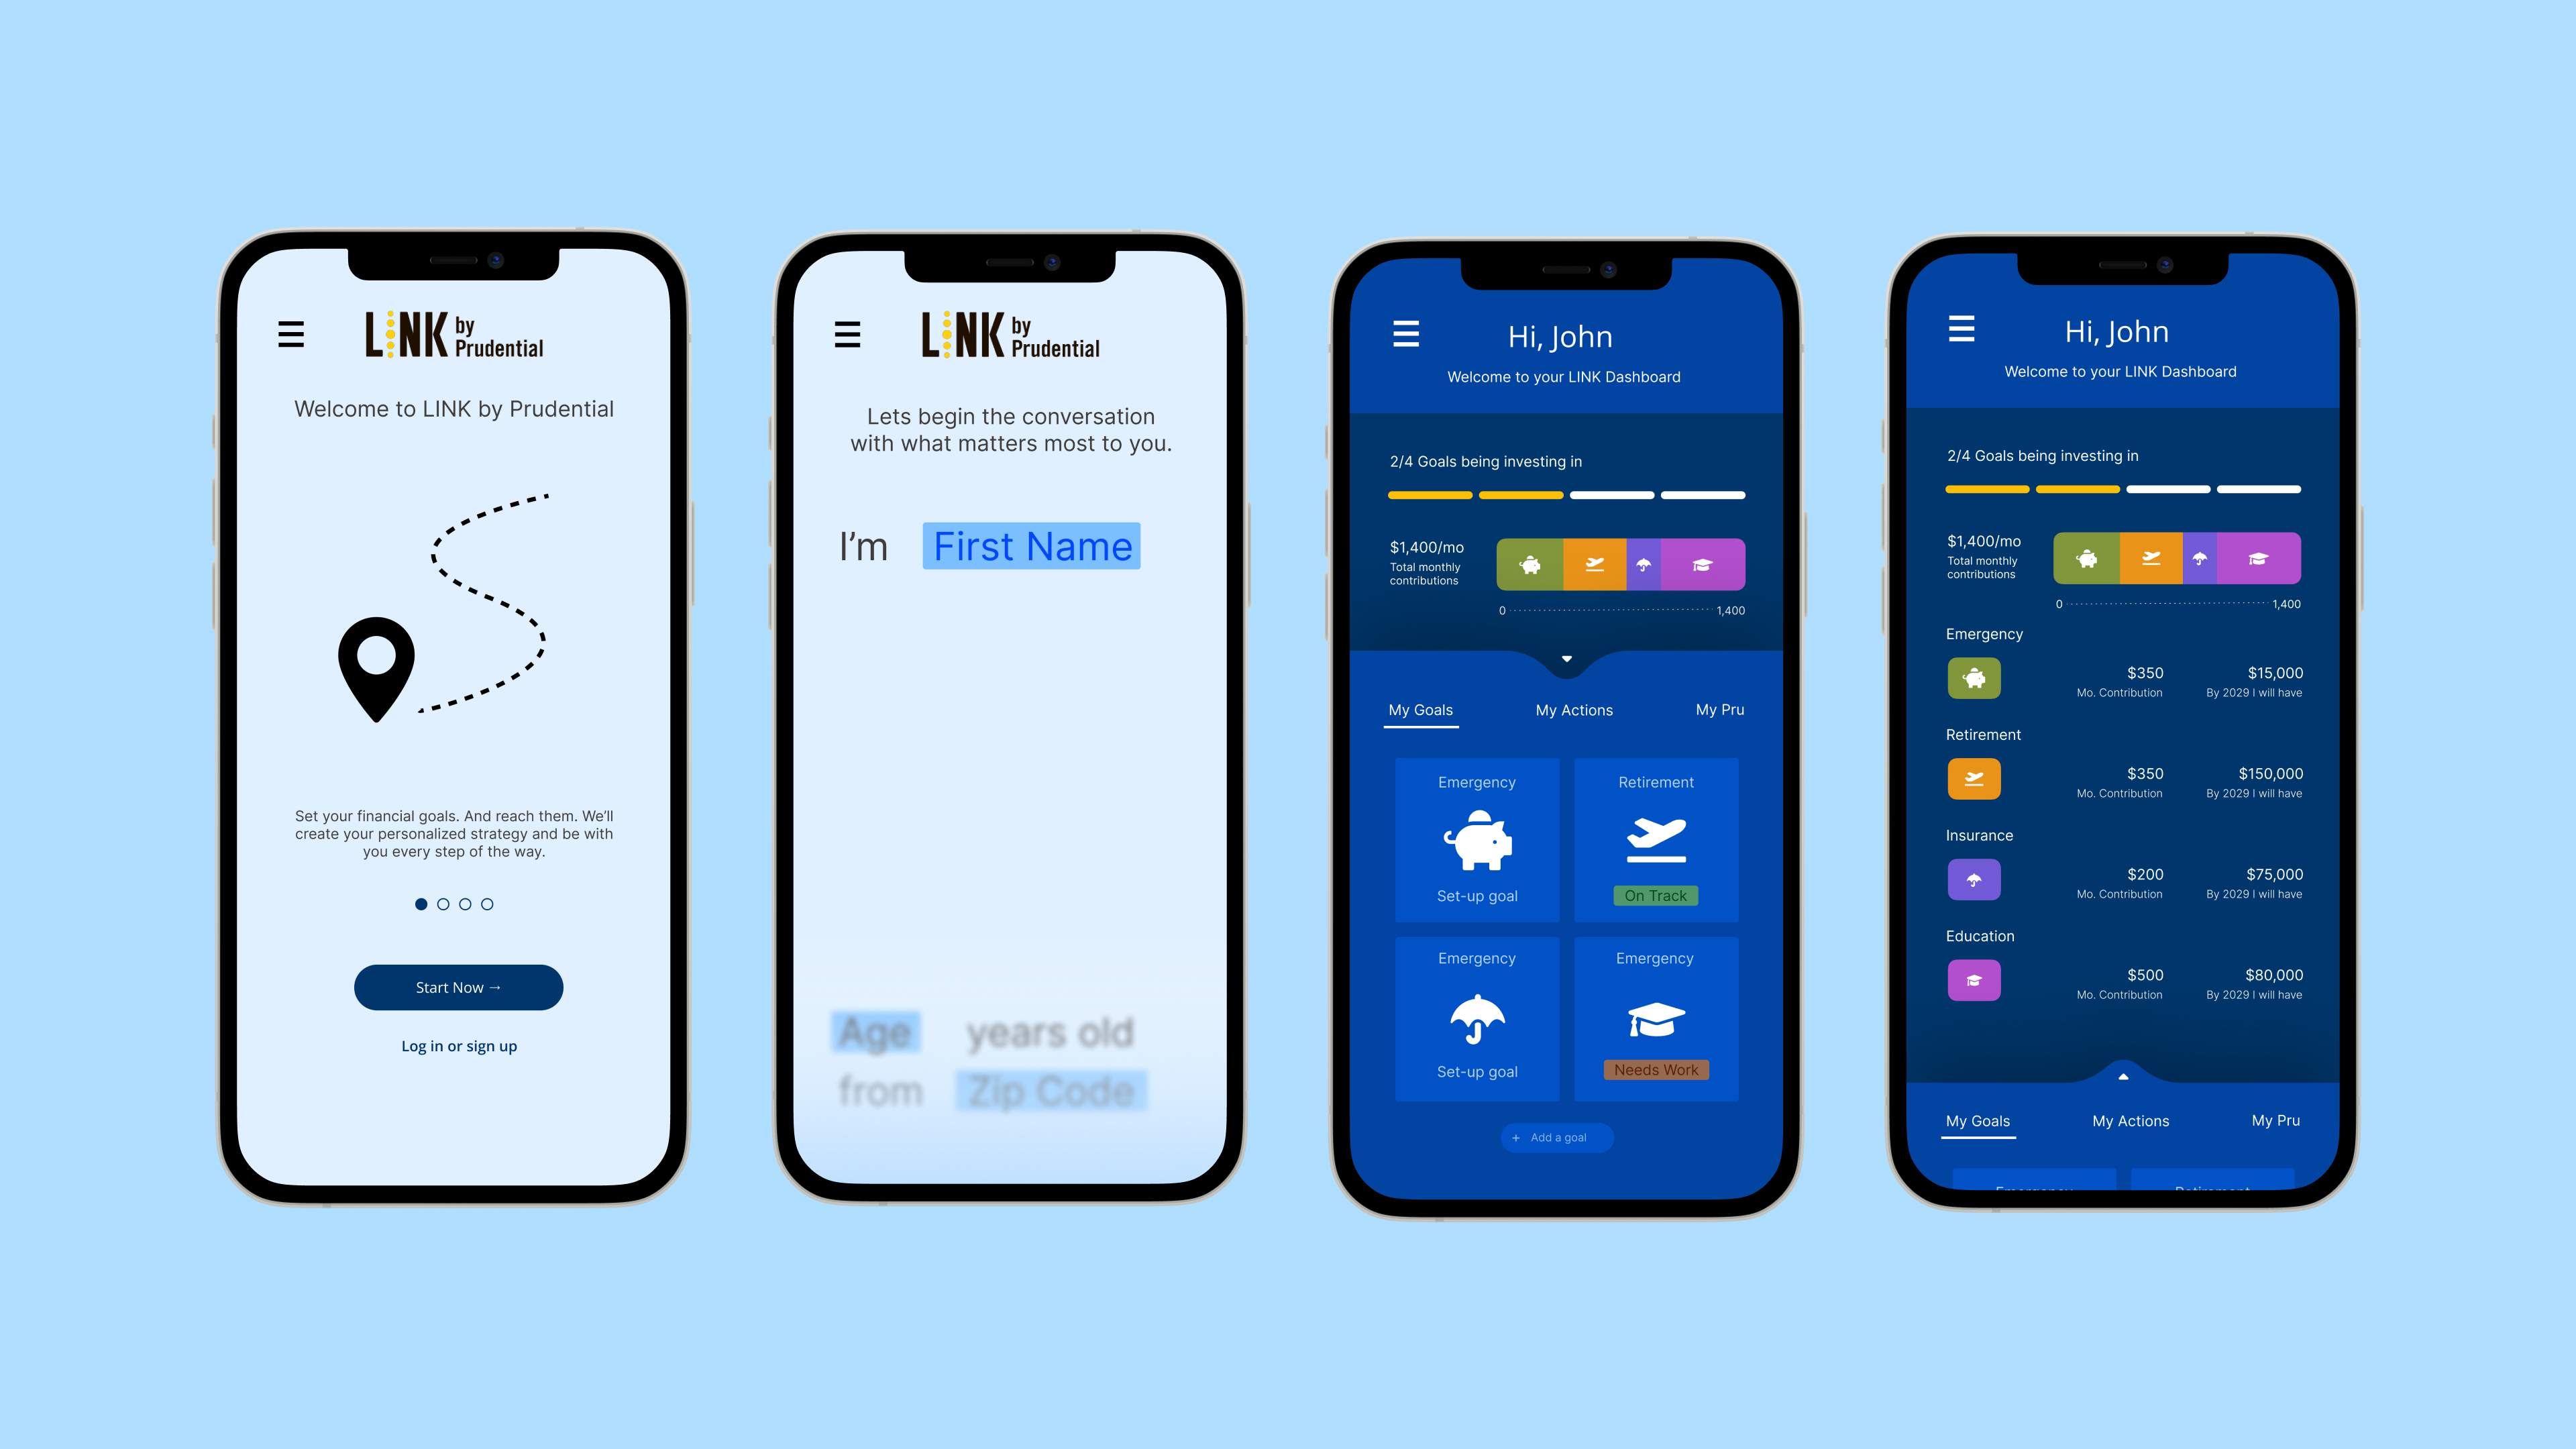 LINK by
Prudential
Welcome to LINK by Prudential
Set your financial goals. And reach them. We'll
create your personalized strategy and be with
you every step of the way.
Start Now →
Log in or sign up
LINK by
Prudential
Lets begin the conversation
with what matters most to you.
I'm First Name
Age years old
from Zip Code
Hi, John
Welcome to your LINK Dashboard
2/4 Goals being investing in
$1,400/mo
Total monthly
contributions
0 1,400
My Goals My Actions My Pru
Emergency Retirement
Set-up goal On Track
Emergency Emergency
Set-up goal Needs Work
+ Add a goal
Hi, John
Welcome to your LINK Dashboard
2/4 Goals being investing in
$1,400/mo
Total monthly
contributions
0 1,400
Emergency
$350 $15,000
Mo. Contribution By 2029 I will have
Retirement
$350 $150,000
Mo. Contribution By 2029 I will have
Insurance
$200 $75,000
Mo. Contribution By 2029 I will have
Education
$500 $80,000
Mo. Contribution By 2029 I will have
My Goals My Actions My Pru
Emergency Retirement